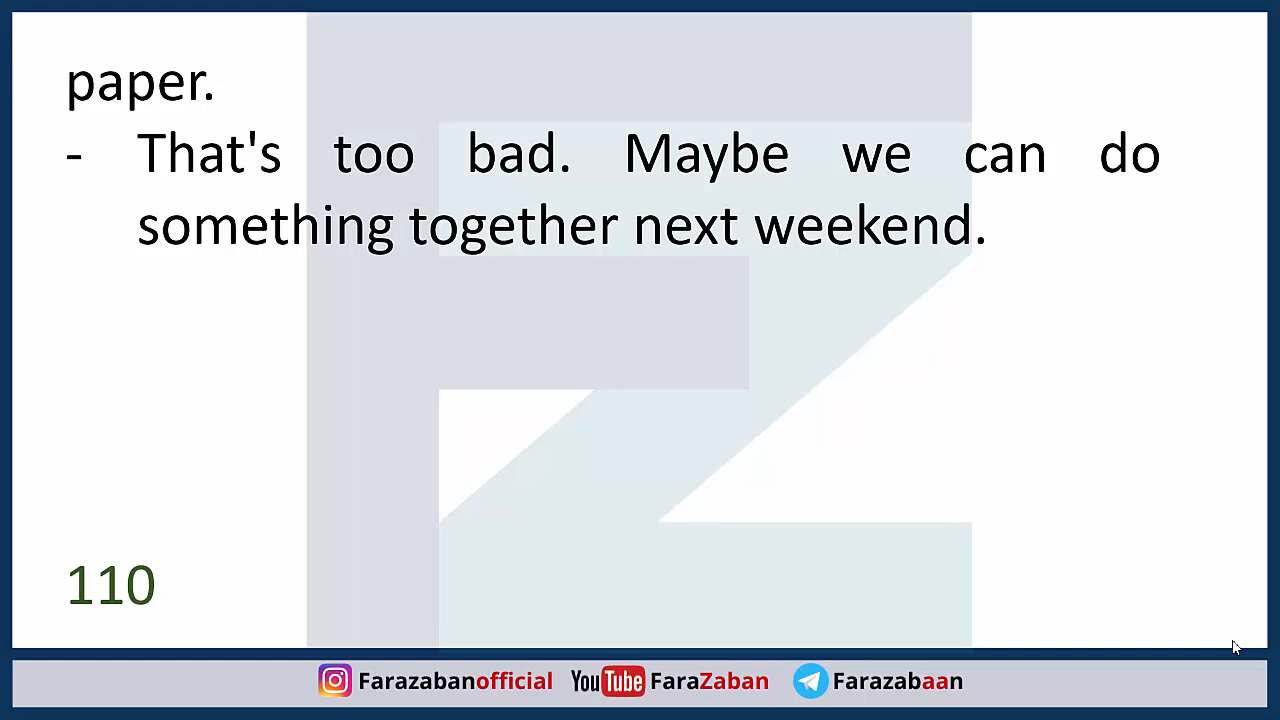 paper.
- That's too bad. Maybe we can do
something together next weekend.
110
Farazabanofficial YouTube FaraZaban Farazabaan